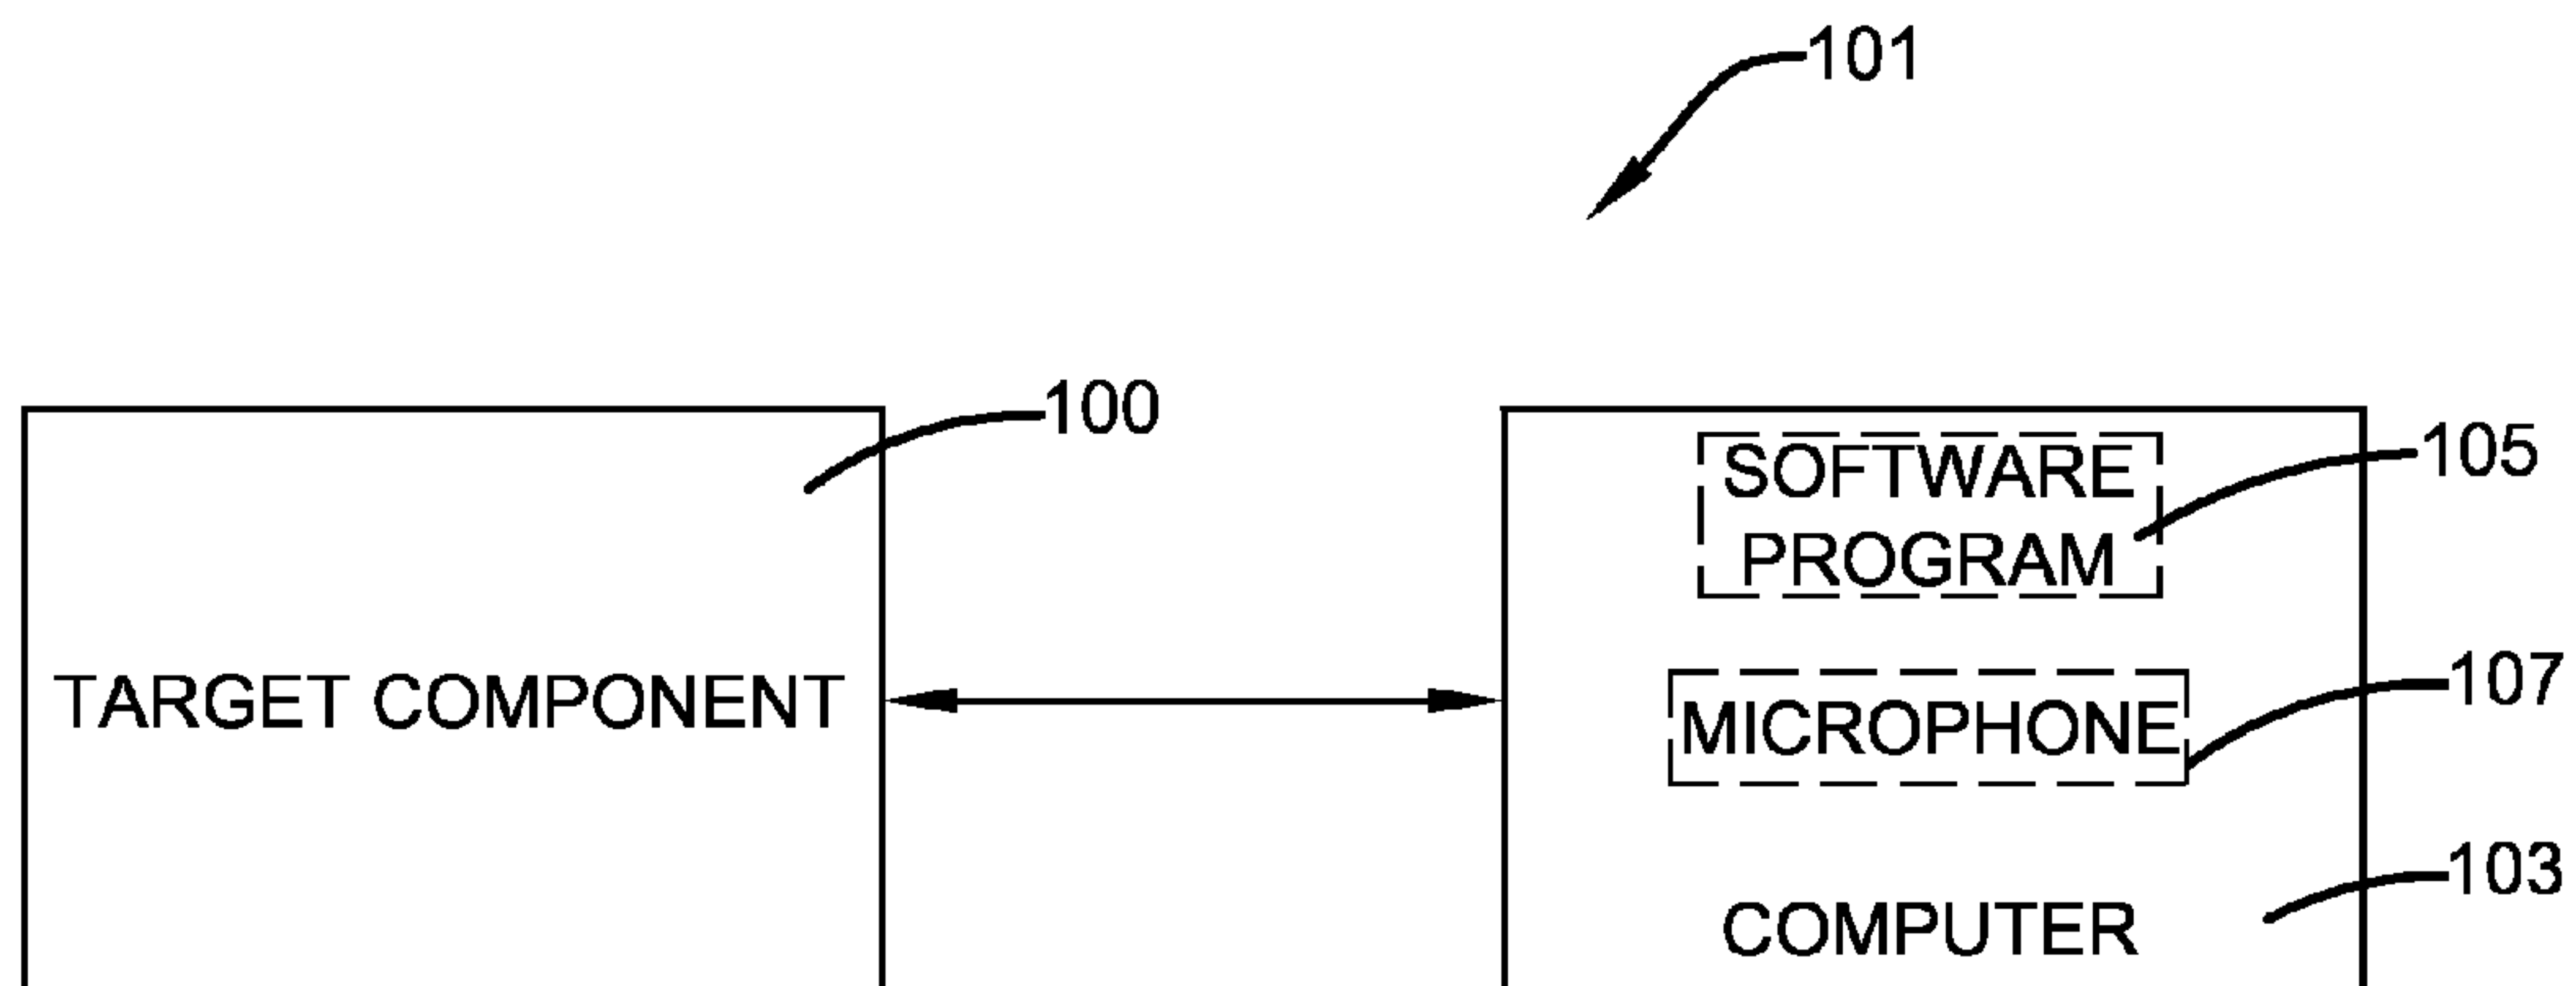 101
100
SOFTWARE
105
PROGRAM
TARGET COMPONENT
MICROPHONE
107
103
COMPUTER